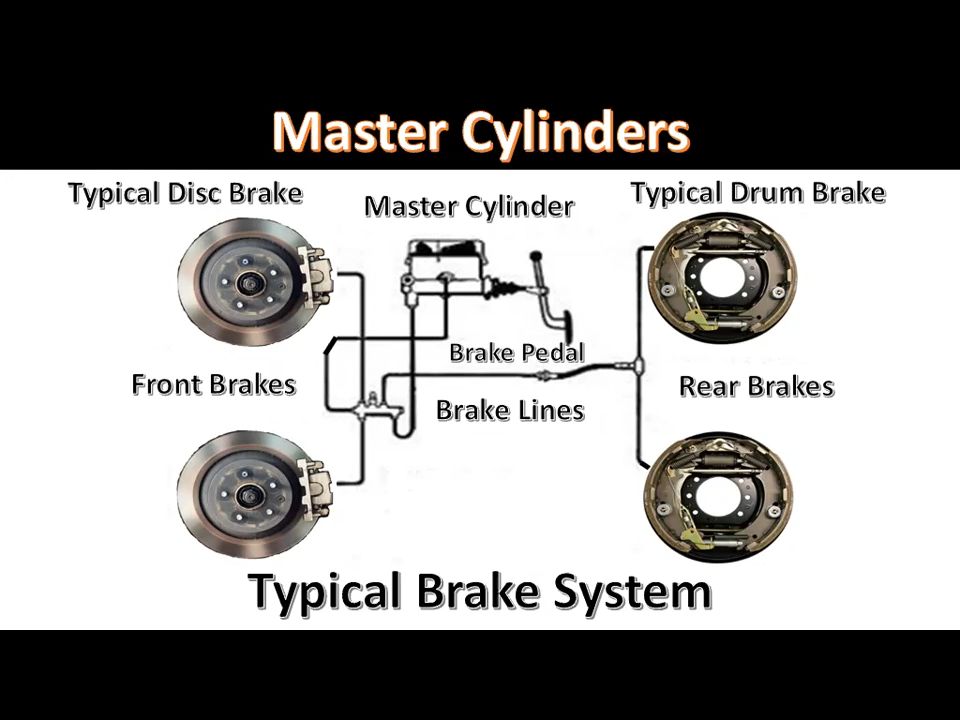 Master Cylinders
Typical Disc Brake
Master Cylinder
Typical Drum Brake
Brake Pedal
Front Brakes
Rear Brakes
Brake Lines
Typical Brake System